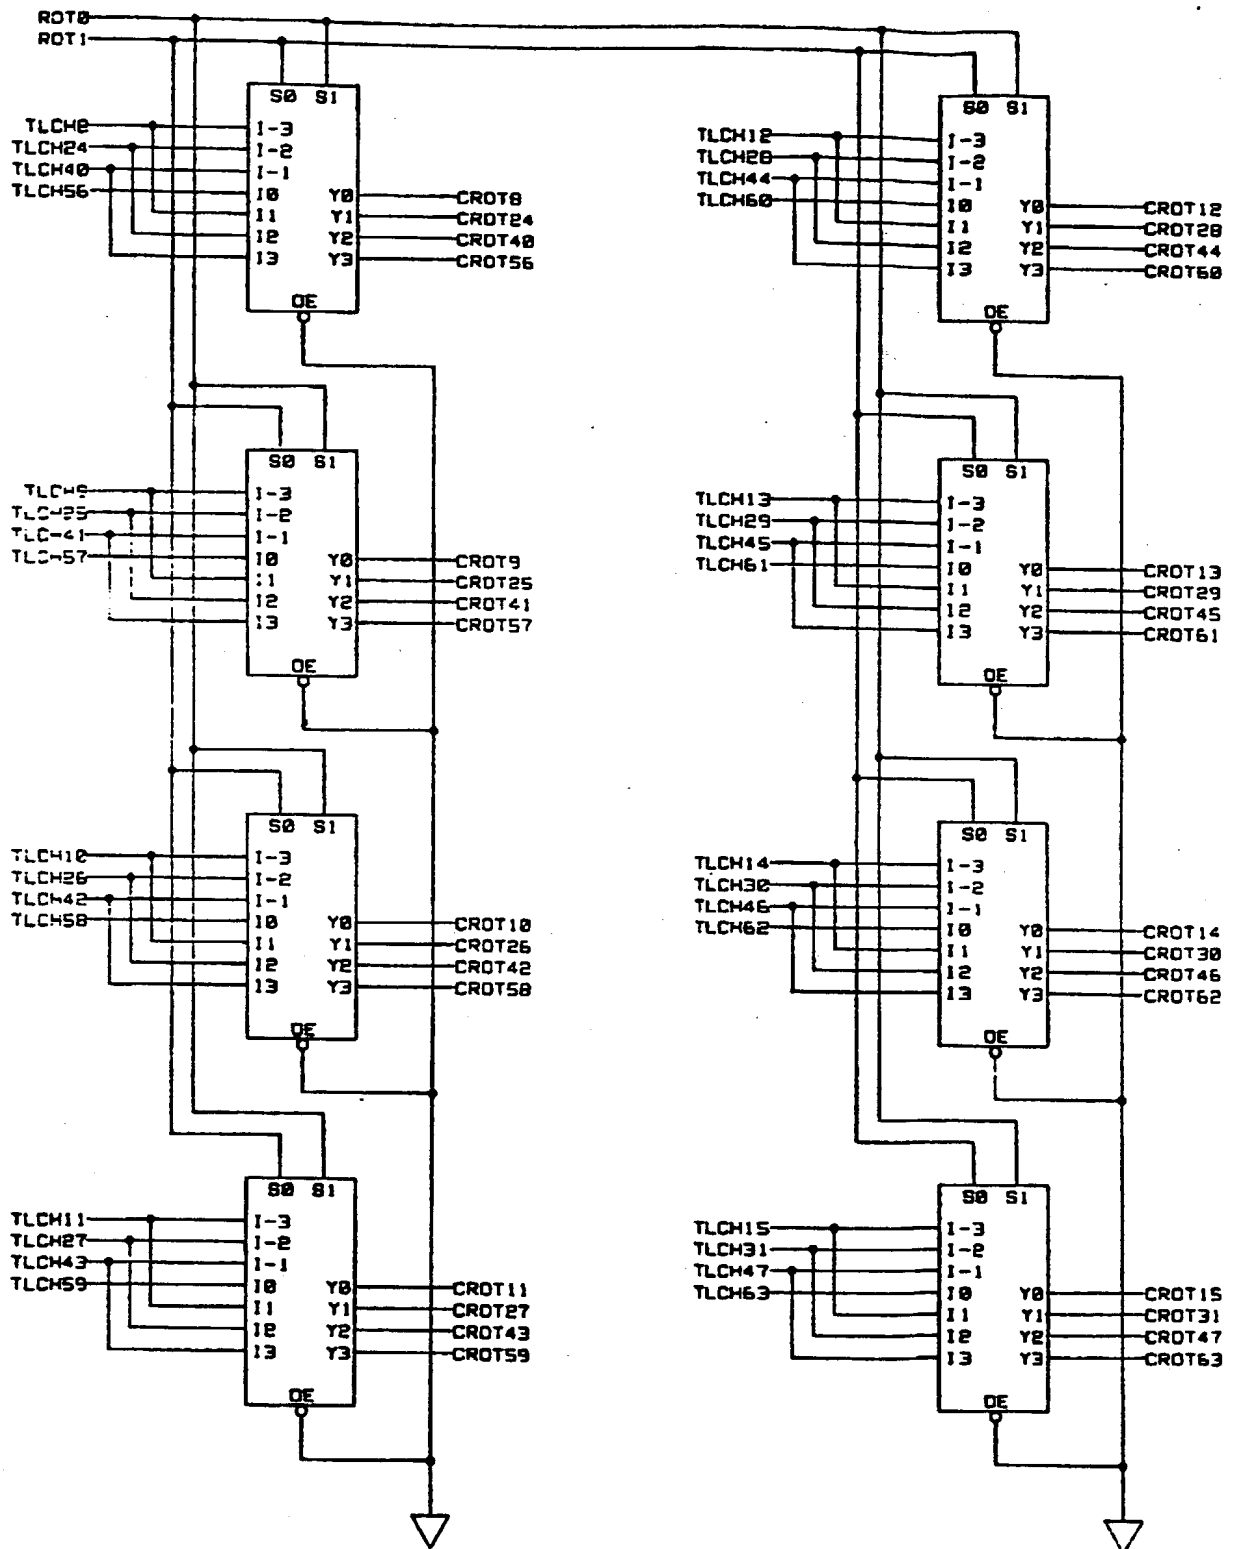 ROT0
ROT1
S0 S1
TLCH8 I-3
TLCH24 I-2
TLCH40 I-1
TLCH56 I0 Y0 CROT8
I1 Y1 CROT24
I2 Y2 CROT40
I3 Y3 CROT56
OE
S0 S1
TLCH12 I-3
TLCH28 I-2
TLCH44 I-1
TLCH60 I0 Y0 CROT12
I1 Y1 CROT28
I2 Y2 CROT44
I3 Y3 CROT60
OE
S0 S1
TLCH9 I-3
TLCH25 I-2
TLCH41 I-1
TLCH57 I0 Y0 CROT9
I1 Y1 CROT25
I2 Y2 CROT41
I3 Y3 CROT57
OE
S0 S1
TLCH13 I-3
TLCH29 I-2
TLCH45 I-1
TLCH61 I0 Y0 CROT13
I1 Y1 CROT29
I2 Y2 CROT45
I3 Y3 CROT61
OE
S0 S1
TLCH10 I-3
TLCH26 I-2
TLCH42 I-1
TLCH58 I0 Y0 CROT10
I1 Y1 CROT26
I2 Y2 CROT42
I3 Y3 CROT58
OE
S0 S1
TLCH14 I-3
TLCH30 I-2
TLCH46 I-1
TLCH62 I0 Y0 CROT14
I1 Y1 CROT30
I2 Y2 CROT46
I3 Y3 CROT62
OE
S0 S1
TLCH11 I-3
TLCH27 I-2
TLCH43 I-1
TLCH59 I0 Y0 CROT11
I1 Y1 CROT27
I2 Y2 CROT43
I3 Y3 CROT59
OE
S0 S1
TLCH15 I-3
TLCH31 I-2
TLCH47 I-1
TLCH63 I0 Y0 CROT15
I1 Y1 CROT31
I2 Y2 CROT47
I3 Y3 CROT63
OE